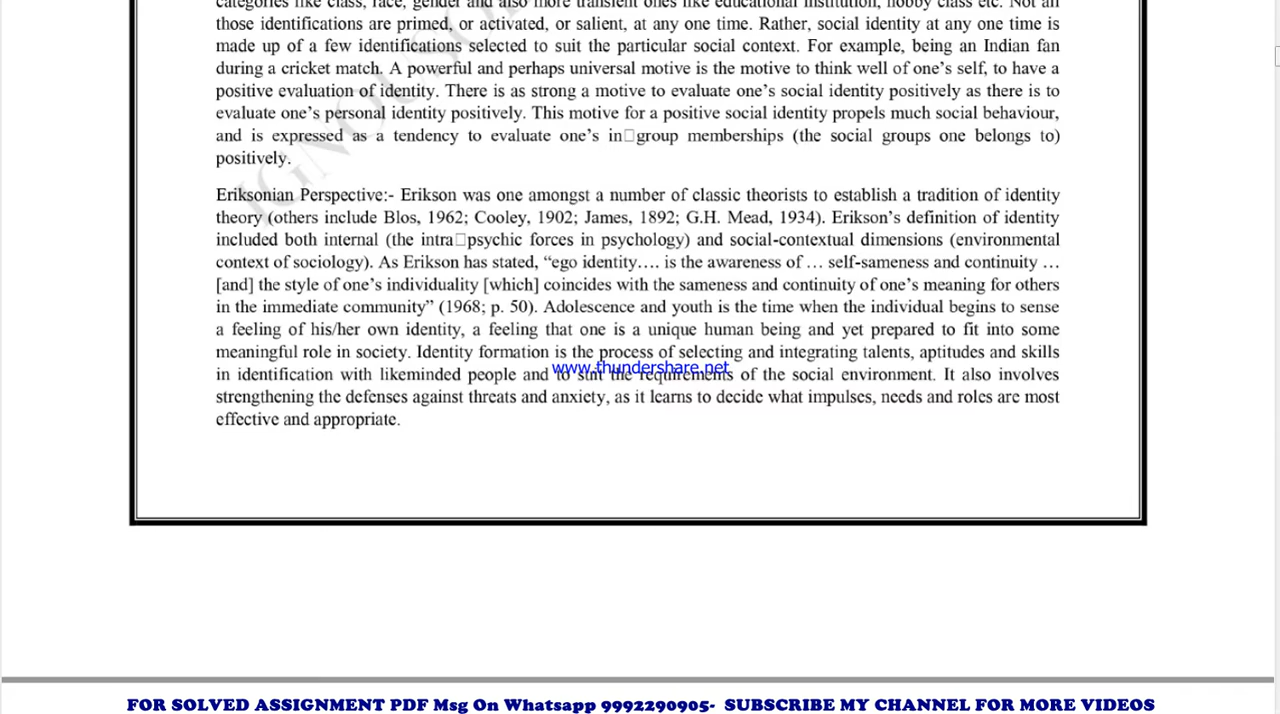 categories like class, race, gender and also more transient ones like educational institution, hobby class etc. Not all
those identifications are primed, or activated, or salient, at any one time. Rather, social identity at any one time is
made up of a few identifications selected to suit the particular social context. For example, being an Indian fan
during a cricket match. A powerful and perhaps universal motive is the motive to think well of one’s self, to have a
positive evaluation of identity. There is as strong a motive to evaluate one’s social identity positively as there is to
evaluate one’s personal identity positively. This motive for a positive social identity propels much social behaviour,
and is expressed as a tendency to evaluate one’s in□group memberships (the social groups one belongs to)
positively.
Eriksonian Perspective:- Erikson was one amongst a number of classic theorists to establish a tradition of identity
theory (others include Blos, 1962; Cooley, 1902; James, 1892; G.H. Mead, 1934). Erikson’s definition of identity
included both internal (the intra□psychic forces in psychology) and social-contextual dimensions (environmental
context of sociology). As Erikson has stated, “ego identity…. is the awareness of … self-sameness and continuity …
[and] the style of one’s individuality [which] coincides with the sameness and continuity of one’s meaning for others
in the immediate community” (1968; p. 50). Adolescence and youth is the time when the individual begins to sense
a feeling of his/her own identity, a feeling that one is a unique human being and yet prepared to fit into some
meaningful role in society. Identity formation is the process of selecting and integrating talents, aptitudes and skills
www.thundershare.net
in identification with likeminded people and to suit the requirements of the social environment. It also involves
strengthening the defenses against threats and anxiety, as it learns to decide what impulses, needs and roles are most
effective and appropriate.
FOR SOLVED ASSIGNMENT PDF Msg On Whatsapp 9992290905- SUBSCRIBE MY CHANNEL FOR MORE VIDEOS